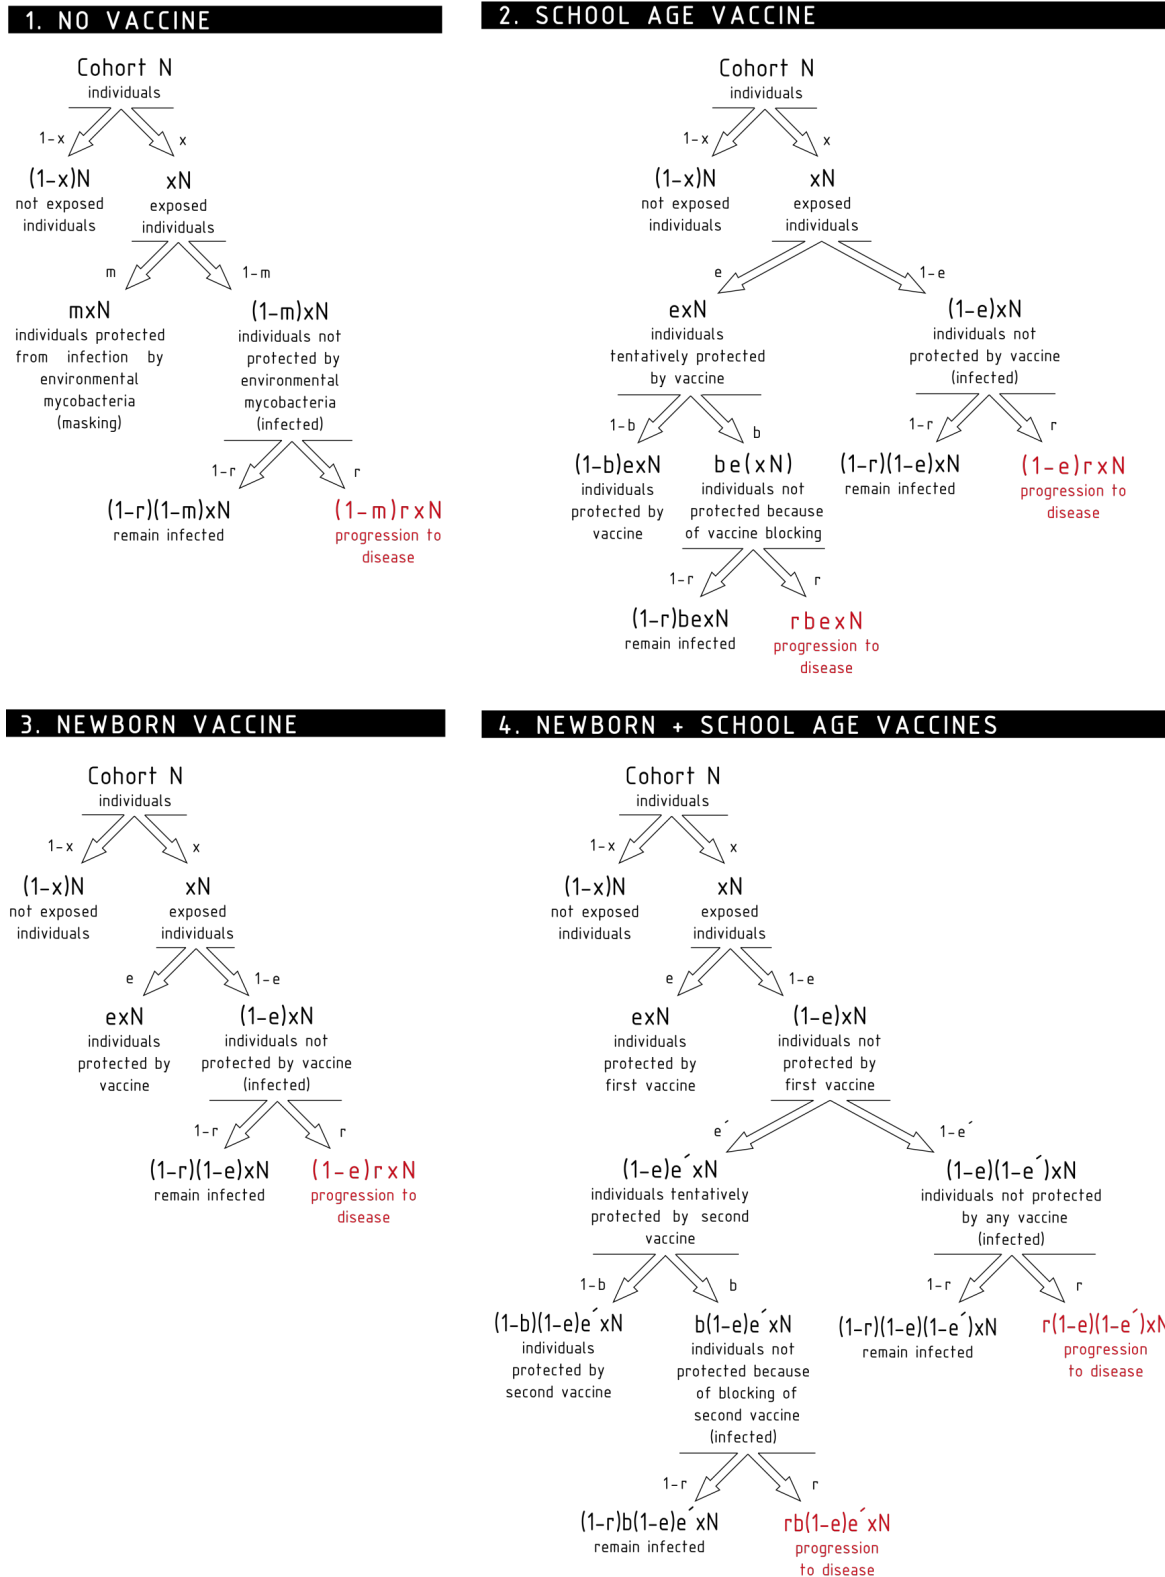 1. NO VACCINE
Cohort N
individuals
1-x
x
(1-x)N
not exposed
individuals
xN
exposed
individuals
m
1-m
mxN
individuals protected
from infection by
environmental
mycobacteria
(masking)
(1-m)xN
individuals not
protected by
environmental
mycobacteria
(infected)
1-r
r
(1-r)(1-m)xN
remain infected
(1-m)rxN
progression to
disease
2. SCHOOL AGE VACCINE
Cohort N
individuals
1-x
x
(1-x)N
not exposed
individuals
xN
exposed
individuals
e
1-e
exN
individuals
tentatively protected
by vaccine
(1-e)xN
individuals not
protected by vaccine
(infected)
1-b
b
1-r
r
(1-b)exN
individuals
protected by
vaccine
be(xN)
individuals not
protected because
of vaccine blocking
(1-r)(1-e)xN
remain infected
(1-e)rxN
progression to
disease
1-r
r
(1-r)bexN
remain infected
rbexN
progression to
disease
3. NEWBORN VACCINE
Cohort N
individuals
1-x
x
(1-x)N
not exposed
individuals
xN
exposed
individuals
e
1-e
exN
individuals
protected by
vaccine
(1-e)xN
individuals not
protected by vaccine
(infected)
1-r
r
(1-r)(1-e)xN
remain infected
(1-e)rxN
progression to
disease
4. NEWBORN + SCHOOL AGE VACCINES
Cohort N
individuals
1-x
x
(1-x)N
not exposed
individuals
xN
exposed
individuals
e
1-e
exN
individuals
protected by
first vaccine
(1-e)xN
individuals not
protected by
first vaccine
e´
1-e´
(1-e)e´xN
individuals tentatively
protected by second
vaccine
(1-e)(1-e´)xN
individuals not protected
by any vaccine
(infected)
1-b
b
1-r
r
(1-b)(1-e)e´xN
individuals
protected by
second vaccine
b(1-e)e´xN
individuals not
protected because
of blocking of
second vaccine
(infected)
(1-r)(1-e)(1-e´)xN
remain infected
r(1-e)(1-e´)xN
progression
to disease
1-r
r
(1-r)b(1-e)e´xN
remain infected
rb(1-e)e´xN
progression
to disease